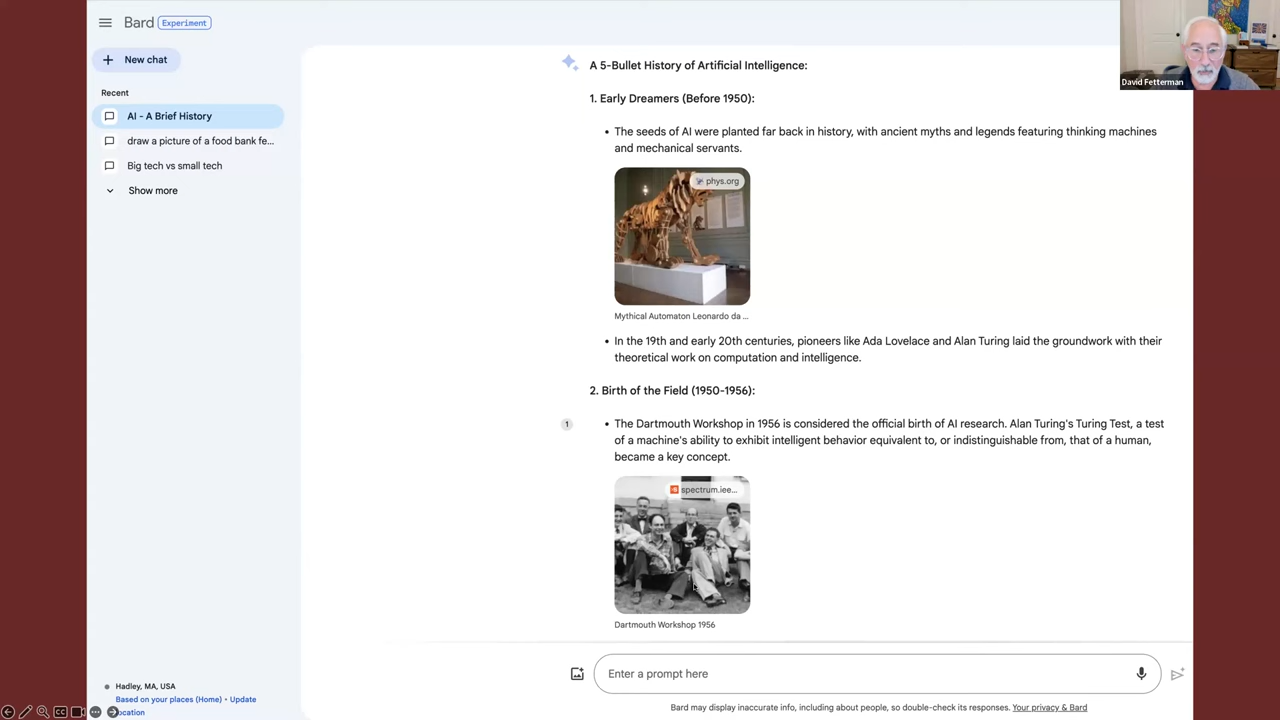 Bard Experiment
New chat
Recent
AI - A Brief History
draw a picture of a food bank fe...
Big tech vs small tech
Show more
Hadley, MA, USA
Based on your places (Home) • Update
location
A 5-Bullet History of Artificial Intelligence:
1. Early Dreamers (Before 1950):
• The seeds of AI were planted far back in history, with ancient myths and legends featuring thinking machines
and mechanical servants.
phys.org
Mythical Automaton Leonardo da ...
• In the 19th and early 20th centuries, pioneers like Ada Lovelace and Alan Turing laid the groundwork with their
theoretical work on computation and intelligence.
2. Birth of the Field (1950-1956):
1
• The Dartmouth Workshop in 1956 is considered the official birth of AI research. Alan Turing's Turing Test, a test
of a machine's ability to exhibit intelligent behavior equivalent to, or indistinguishable from, that of a human,
became a key concept.
spectrum.iee...
Dartmouth Workshop 1956
Enter a prompt here
Bard may display inaccurate info, including about people, so double-check its responses. Your privacy & Bard
David Fetterman
CC